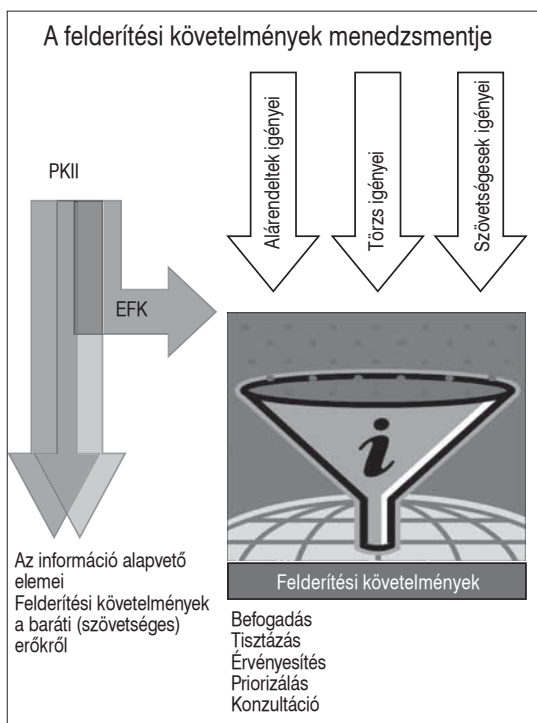 A felderítési követelmények menedzsmentje
PKII
Alárendeltek igényei
Törzs igényei
Szövetségesek igényei
EFK
i
Az információ alapvető
elemei
Felderítési követelmények
a baráti (szövetséges)
erőkről
Felderítési követelmények
Befogadás
Tisztázás
Érvényesítés
Priorizálás
Konzultáció